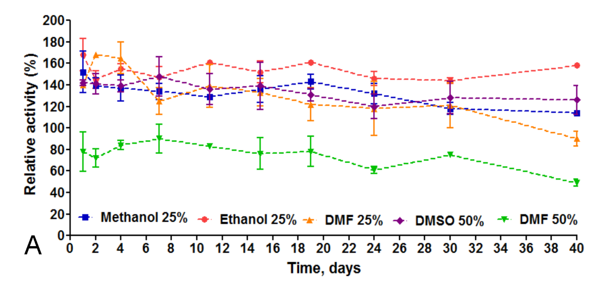 Relative activity (%)
200
180
160
140
120
100
80
60
40
20
0
Methanol 25% Ethanol 25% DMF 25% DMSO 50% DMF 50%
0 2 4 6 8 10 12 14 16 18 20 22 24 26 28 30 32 34 36 38 40
Time, days
A